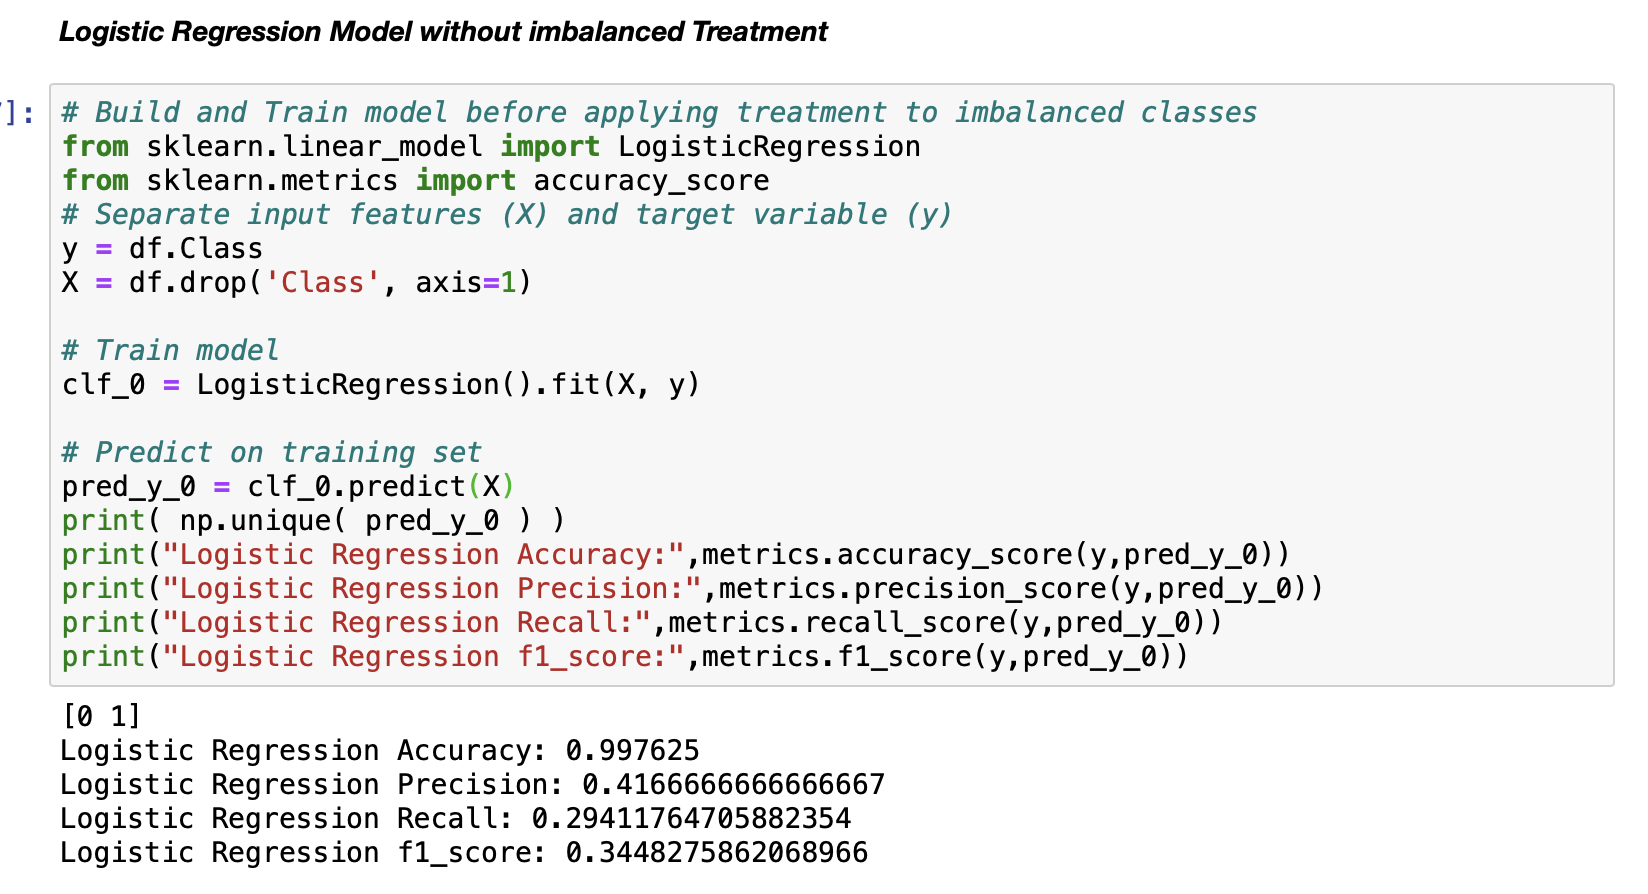 Logistic Regression Model without imbalanced Treatment
]:
# Build and Train model before applying treatment to imbalanced classes
from sklearn.linear_model import LogisticRegression
from sklearn.metrics import accuracy_score
# Separate input features (X) and target variable (y)
y = df.Class
X = df.drop('Class', axis=1)
# Train model
clf_0 = LogisticRegression().fit(X, y)
# Predict on training set
pred_y_0 = clf_0.predict(X)
print( np.unique( pred_y_0 ) )
print("Logistic Regression Accuracy:",metrics.accuracy_score(y,pred_y_0))
print("Logistic Regression Precision:",metrics.precision_score(y,pred_y_0))
print("Logistic Regression Recall:",metrics.recall_score(y,pred_y_0))
print("Logistic Regression f1_score:",metrics.f1_score(y,pred_y_0))
[0 1]
Logistic Regression Accuracy: 0.997625
Logistic Regression Precision: 0.4166666666666667
Logistic Regression Recall: 0.29411764705882354
Logistic Regression f1_score: 0.3448275862068966